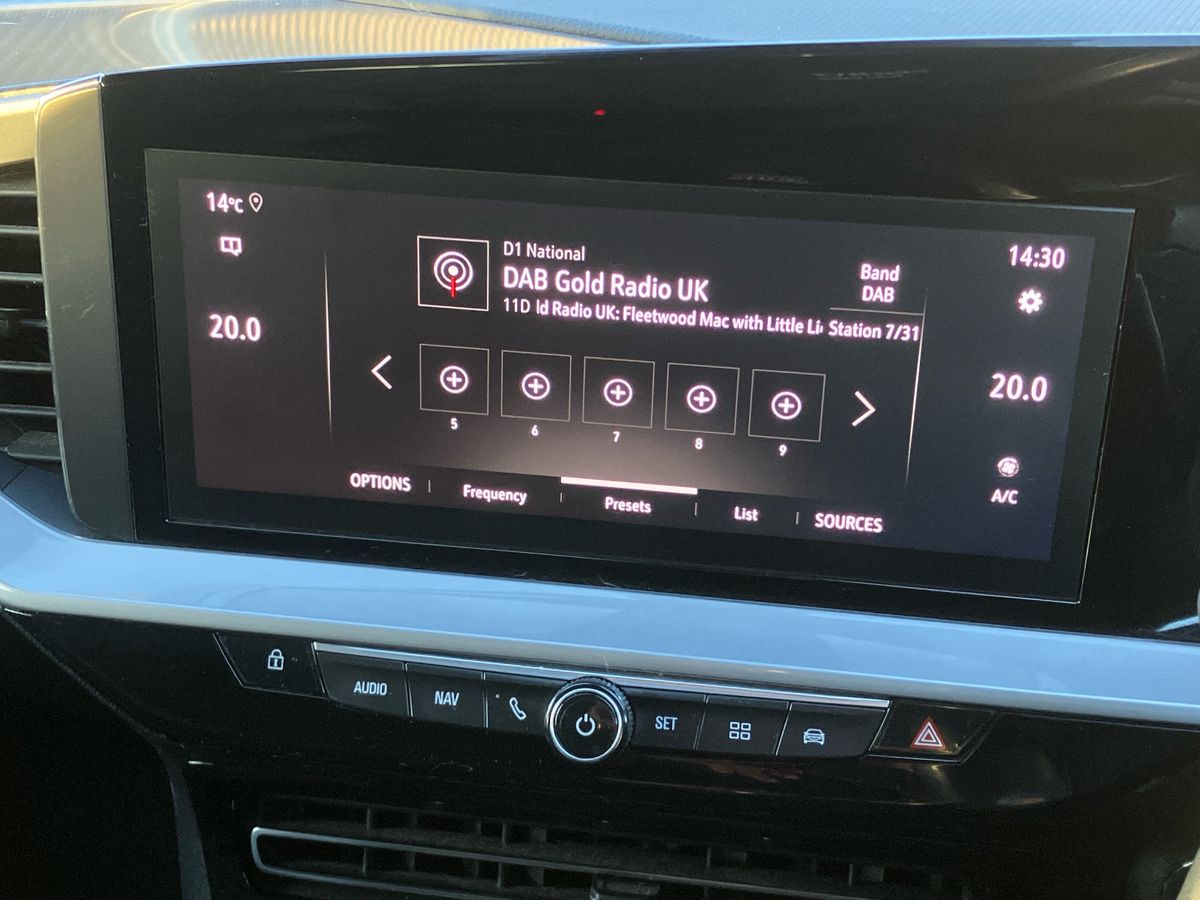 14°C
D1 National
14:30
DAB Gold Radio UK
Band
DAB
11D ld Radio UK: Fleetwood Mac with Little Li Station 7/31
20.0
20.0
5 6 7 8 9
A/C
OPTIONS Frequency Presets List SOURCES
AUDIO NAV SET